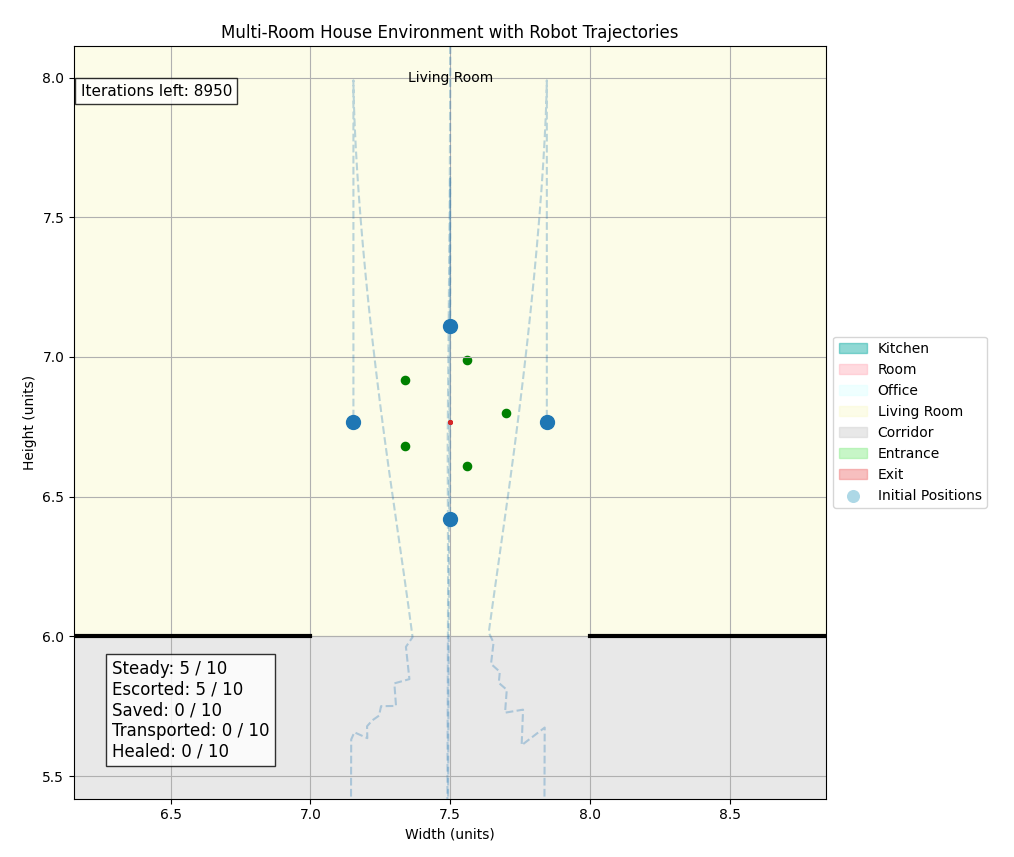 Multi-Room House Environment with Robot Trajectories
Living Room
Iterations left: 8950
8.0
7.5
7.0
6.5
6.0
5.5
Height (units)
Steady: 5 / 10
Escorted: 5 / 10
Saved: 0 / 10
Transported: 0 / 10
Healed: 0 / 10
6.5 7.0 7.5 8.0 8.5
Width (units)
Kitchen
Room
Office
Living Room
Corridor
Entrance
Exit
Initial Positions